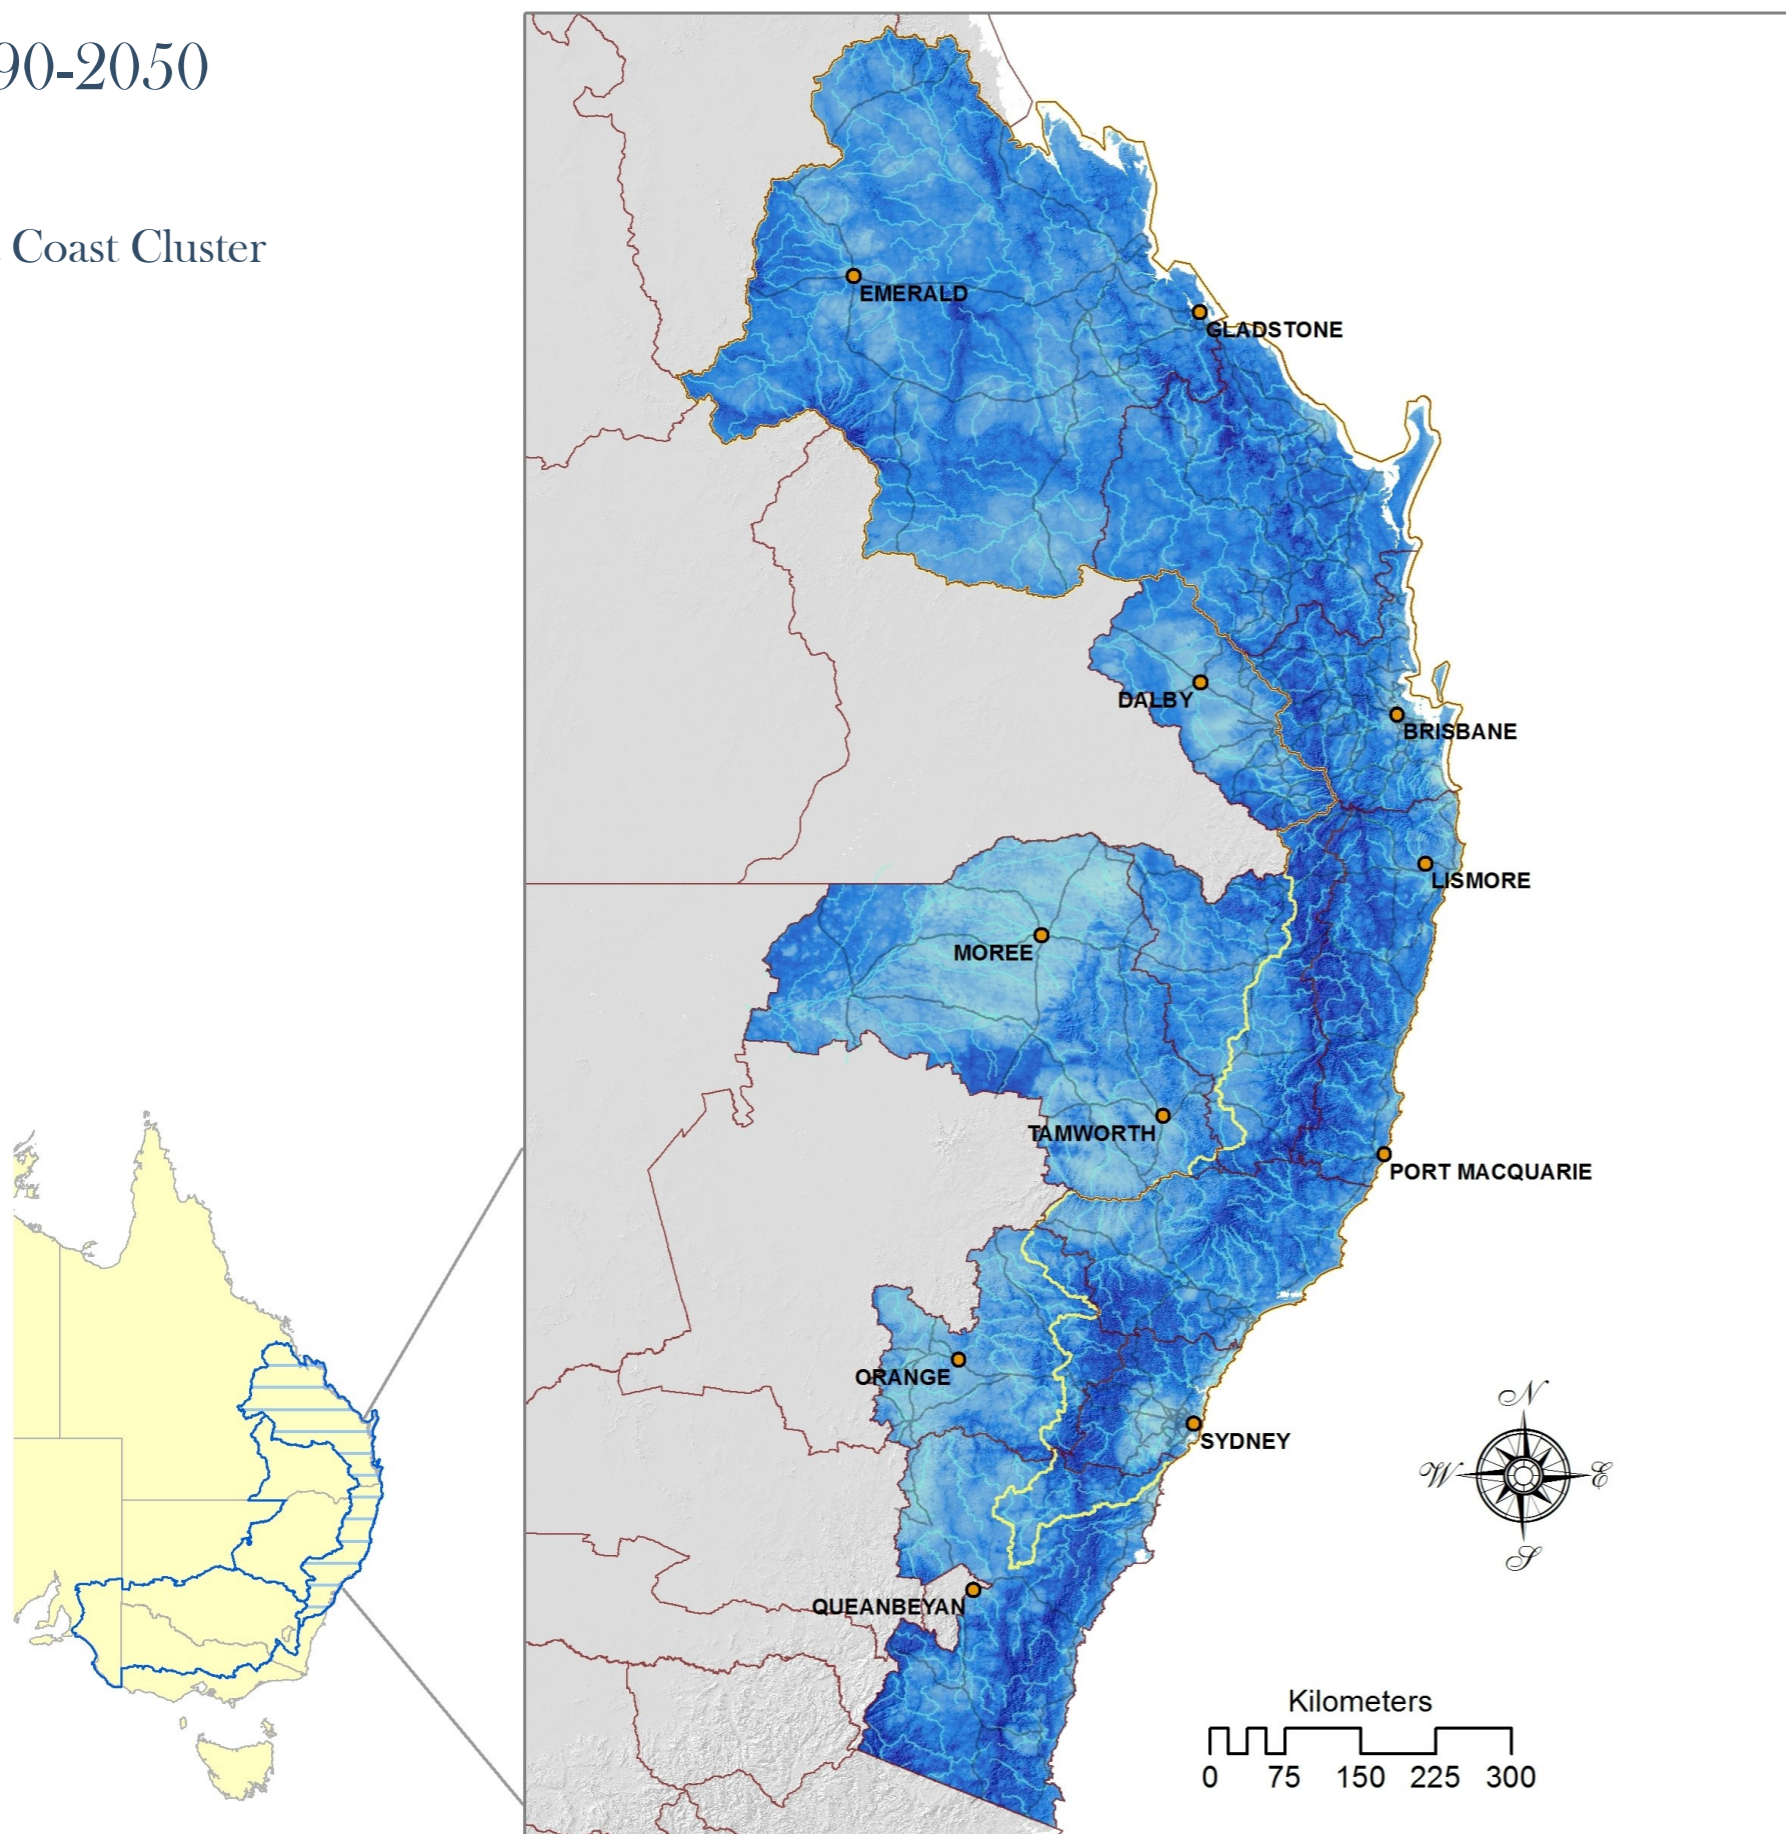 90-2050
Coast Cluster
EMERALD
GLADSTONE
DALBY
BRISBANE
LISMORE
MOREE
TAMWORTH
PORT MACQUARIE
ORANGE
SYDNEY
QUEANBEYAN
N
W E
S
Kilometers
0 75 150 225 300